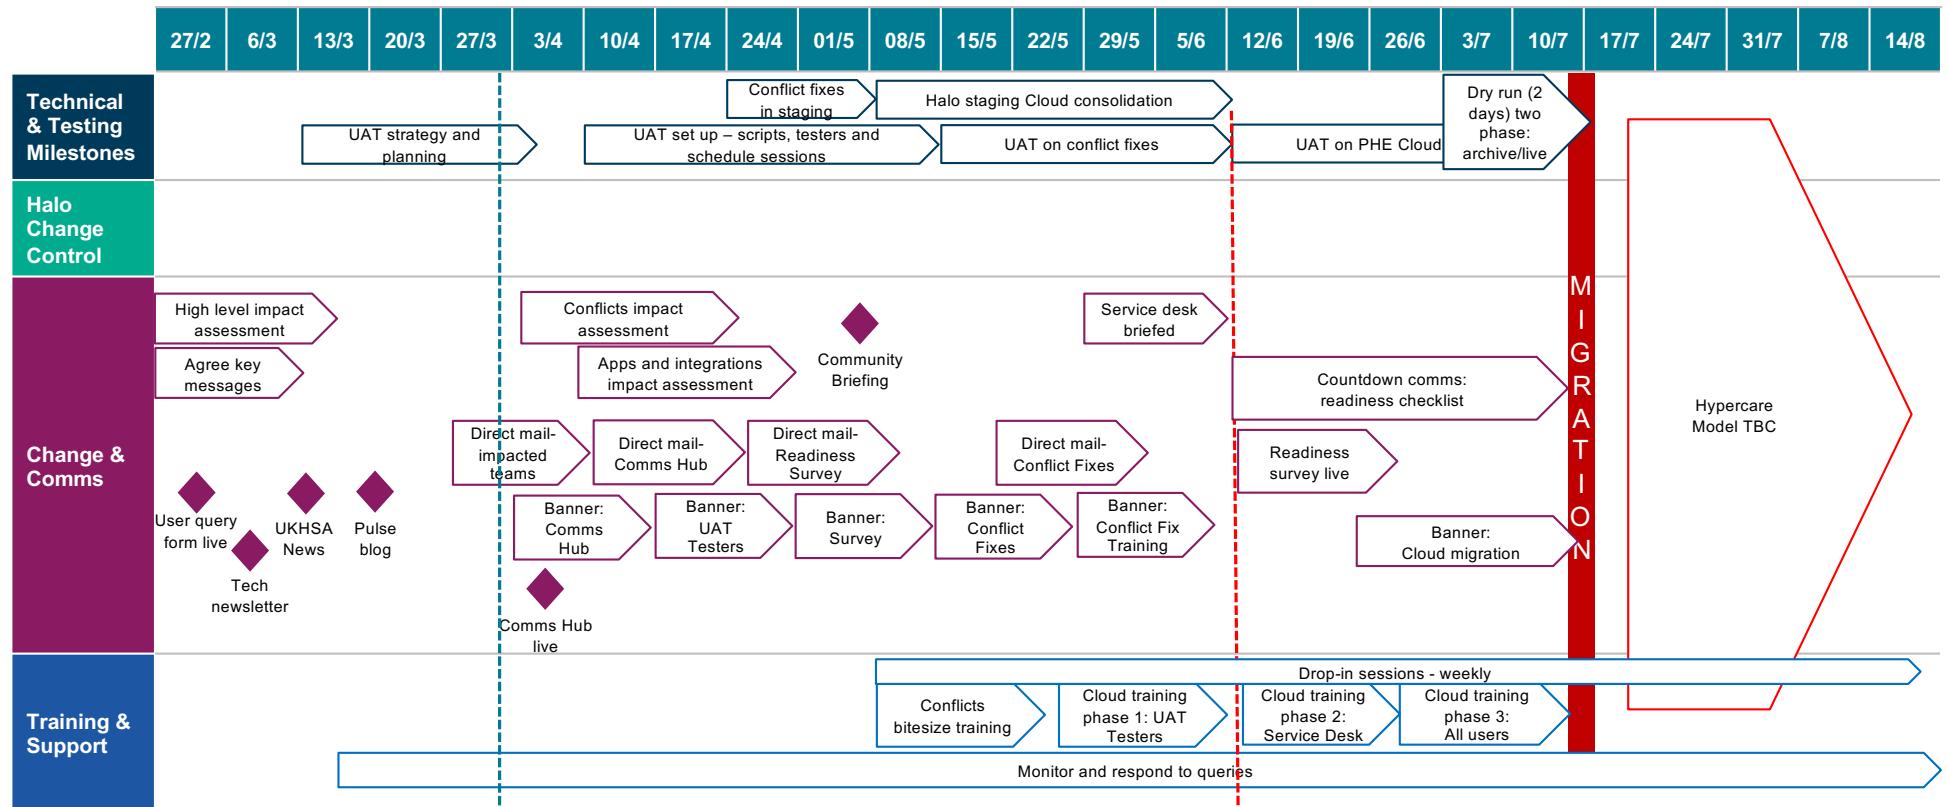 27/2 6/3 13/3 20/3 27/3 3/4 10/4 17/4 24/4 01/5 08/5 15/5 22/5 29/5 5/6 12/6 19/6 26/6 3/7 10/7 17/7 24/7 31/7 7/8 14/8
Technical
& Testing
Milestones
Conflict fixes
in staging
Halo staging Cloud consolidation
Dry run (2
days) two
phase:
archive/live
UAT strategy and
planning
UAT set up – scripts, testers and
schedule sessions
UAT on conflict fixes
UAT on PHE Cloud
Halo
Change
Control
Change &
Comms
High level impact
assessment
Conflicts impact
assessment
Community
Briefing
Service desk
briefed
Agree key
messages
Apps and integrations
impact assessment
Countdown comms:
readiness checklist
Direct mail-
impacted
teams
Direct mail-
Comms Hub
Direct mail-
Readiness
Survey
Direct mail-
Conflict Fixes
Readiness
survey live
User query
form live
Tech
newsletter
UKHSA
News
Pulse
blog
Banner:
Comms
Hub
Banner:
UAT
Testers
Banner:
Survey
Banner:
Conflict
Fixes
Banner:
Conflict Fix
Training
Banner:
Cloud migration
Comms Hub
live
MIGRATION
Hypercare
Model TBC
Training &
Support
Drop-in sessions - weekly
Conflicts
bitesize training
Cloud training
phase 1: UAT
Testers
Cloud training
phase 2:
Service Desk
Cloud training
phase 3:
All users
Monitor and respond to queries